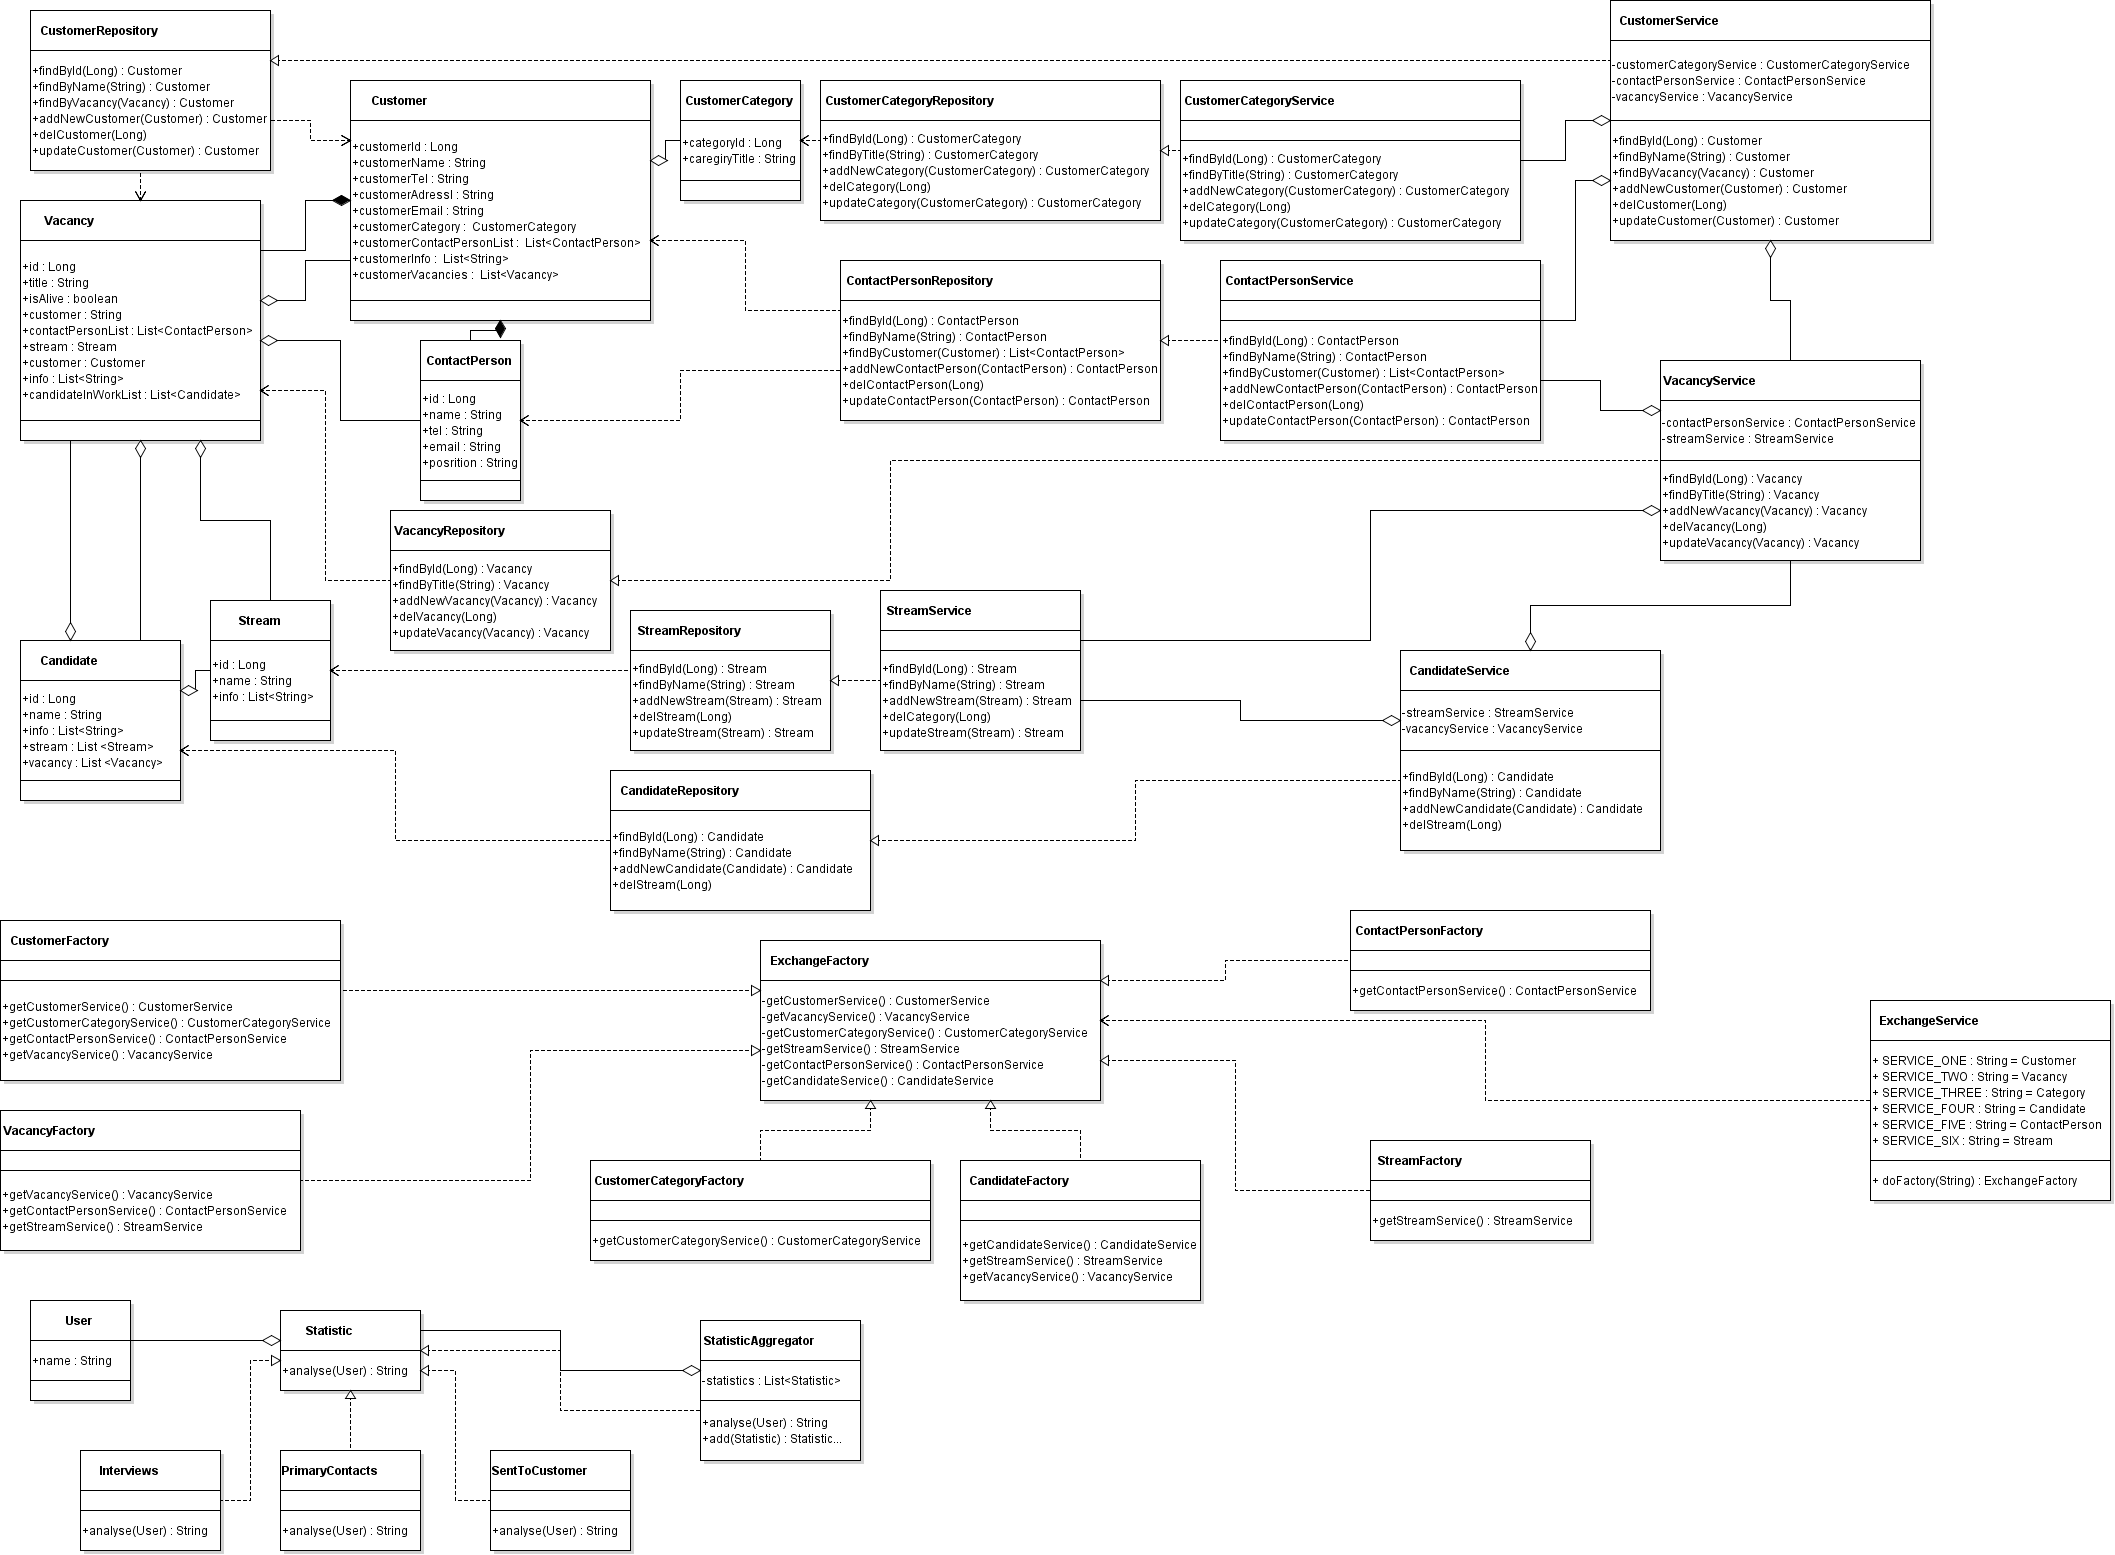 CustomerRepository
+findById(Long) : Customer
+findByName(String) : Customer
+findByVacancy(Vacancy) : Customer
+addNewCustomer(Customer) : Customer
+delCustomer(Long)
+updateCustomer(Customer) : Customer
Customer
+customerId : Long
+customerName : String
+customerTel : String
+customerAdressl : String
+customerEmail : String
+customerCategory : CustomerCategory
+customerContactPersonList : List<ContactPerson>
+customerInfo : List<String>
+customerVacancies : List<Vacancy>
CustomerCategory
+categoryId : Long
+caregiryTitle : String
CustomerCategoryRepository
+findById(Long) : CustomerCategory
+findByTitle(String) : CustomerCategory
+addNewCategory(CustomerCategory) : CustomerCategory
+delCategory(Long)
+updateCategory(CustomerCategory) : CustomerCategory
CustomerCategoryService
+findById(Long) : CustomerCategory
+findByTitle(String) : CustomerCategory
+addNewCategory(CustomerCategory) : CustomerCategory
+delCategory(Long)
+updateCategory(CustomerCategory) : CustomerCategory
CustomerService
-customerCategoryService : CustomerCategoryService
-contactPersonService : ContactPersonService
-vacancyService : VacancyService
+findById(Long) : Customer
+findByName(String) : Customer
+findByVacancy(Vacancy) : Customer
+addNewCustomer(Customer) : Customer
+delCustomer(Long)
+updateCustomer(Customer) : Customer
Vacancy
+id : Long
+title : String
+isAlive : boolean
+customer : String
+contactPersonList : List<ContactPerson>
+stream : Stream
+customer : Customer
+info : List<String>
+candidateInWorkList : List<Candidate>
ContactPerson
+id : Long
+name : String
+tel : String
+email : String
+posrition : String
ContactPersonRepository
+findById(Long) : ContactPerson
+findByName(String) : ContactPerson
+findByCustomer(Customer) : List<ContactPerson>
+addNewContactPerson(ContactPerson) : ContactPerson
+delContactPerson(Long)
+updateContactPerson(ContactPerson) : ContactPerson
ContactPersonService
+findById(Long) : ContactPerson
+findByName(String) : ContactPerson
+findByCustomer(Customer) : List<ContactPerson>
+addNewContactPerson(ContactPerson) : ContactPerson
+delContactPerson(Long)
+updateContactPerson(ContactPerson) : ContactPerson
VacancyService
-contactPersonService : ContactPersonService
-streamService : StreamService
+findById(Long) : Vacancy
+findByTitle(String) : Vacancy
+addNewVacancy(Vacancy) : Vacancy
+delVacancy(Long)
+updateVacancy(Vacancy) : Vacancy
VacancyRepository
+findById(Long) : Vacancy
+findByTitle(String) : Vacancy
+addNewVacancy(Vacancy) : Vacancy
+delVacancy(Long)
+updateVacancy(Vacancy) : Vacancy
Candidate
+id : Long
+name : String
+info : List<String>
+stream : List <Stream>
+vacancy : List <Vacancy>
Stream
+id : Long
+name : String
+info : List<String>
StreamRepository
+findById(Long) : Stream
+findByName(String) : Stream
+addNewStream(Stream) : Stream
+delStream(Long)
+updateStream(Stream) : Stream
StreamService
+findById(Long) : Stream
+findByName(String) : Stream
+addNewStream(Stream) : Stream
+delCategory(Long)
+updateStream(Stream) : Stream
CandidateService
-streamService : StreamService
-vacancyService : VacancyService
+findById(Long) : Candidate
+findByName(String) : Candidate
+addNewCandidate(Candidate) : Candidate
+delStream(Long)
CandidateRepository
+findById(Long) : Candidate
+findByName(String) : Candidate
+addNewCandidate(Candidate) : Candidate
+delStream(Long)
CustomerFactory
+getCustomerService() : CustomerService
+getCustomerCategoryService() : CustomerCategoryService
+getContactPersonService() : ContactPersonService
+getVacancyService() : VacancyService
ExchangeFactory
-getCustomerService() : CustomerService
-getVacancyService() : VacancyService
-getCustomerCategoryService() : CustomerCategoryService
-getStreamService() : StreamService
-getContactPersonService() : ContactPersonService
-getCandidateService() : CandidateService
ContactPersonFactory
+getContactPersonService() : ContactPersonService
ExchangeService
+ SERVICE_ONE : String = Customer
+ SERVICE_TWO : String = Vacancy
+ SERVICE_THREE : String = Category
+ SERVICE_FOUR : String = Candidate
+ SERVICE_FIVE : String = ContactPerson
+ SERVICE_SIX : String = Stream
+ doFactory(String) : ExchangeFactory
VacancyFactory
+getVacancyService() : VacancyService
+getContactPersonService() : ContactPersonService
+getStreamService() : StreamService
CustomerCategoryFactory
+getCustomerCategoryService() : CustomerCategoryService
CandidateFactory
+getCandidateService() : CandidateService
+getStreamService() : StreamService
+getVacancyService() : VacancyService
StreamFactory
+getStreamService() : StreamService
User
+name : String
Statistic
+analyse(User) : String
StatisticAggregator
-statistics : List<Statistic>
+analyse(User) : String
+add(Statistic) : Statistic...
Interviews
+analyse(User) : String
PrimaryContacts
+analyse(User) : String
SentToCustomer
+analyse(User) : String